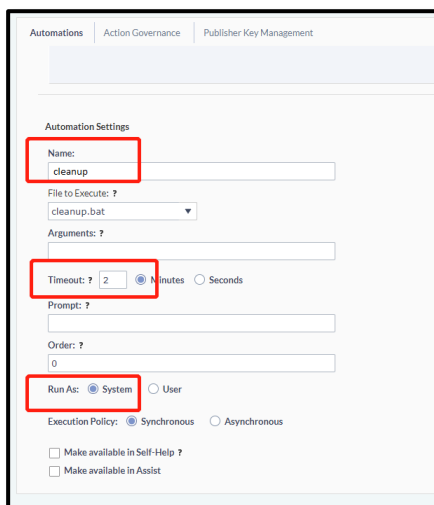 Automations Action Governance Publisher Key Management
Automation Settings
Name:
cleanup
File to Execute: ?
cleanup.bat
Arguments: ?
Timeout: ? 2 Minutes Seconds
Prompt: ?
Order: ?
0
Run As: System User
Execution Policy: Synchronous Asynchronous
Make available in Self-Help ?
Make available in Assist